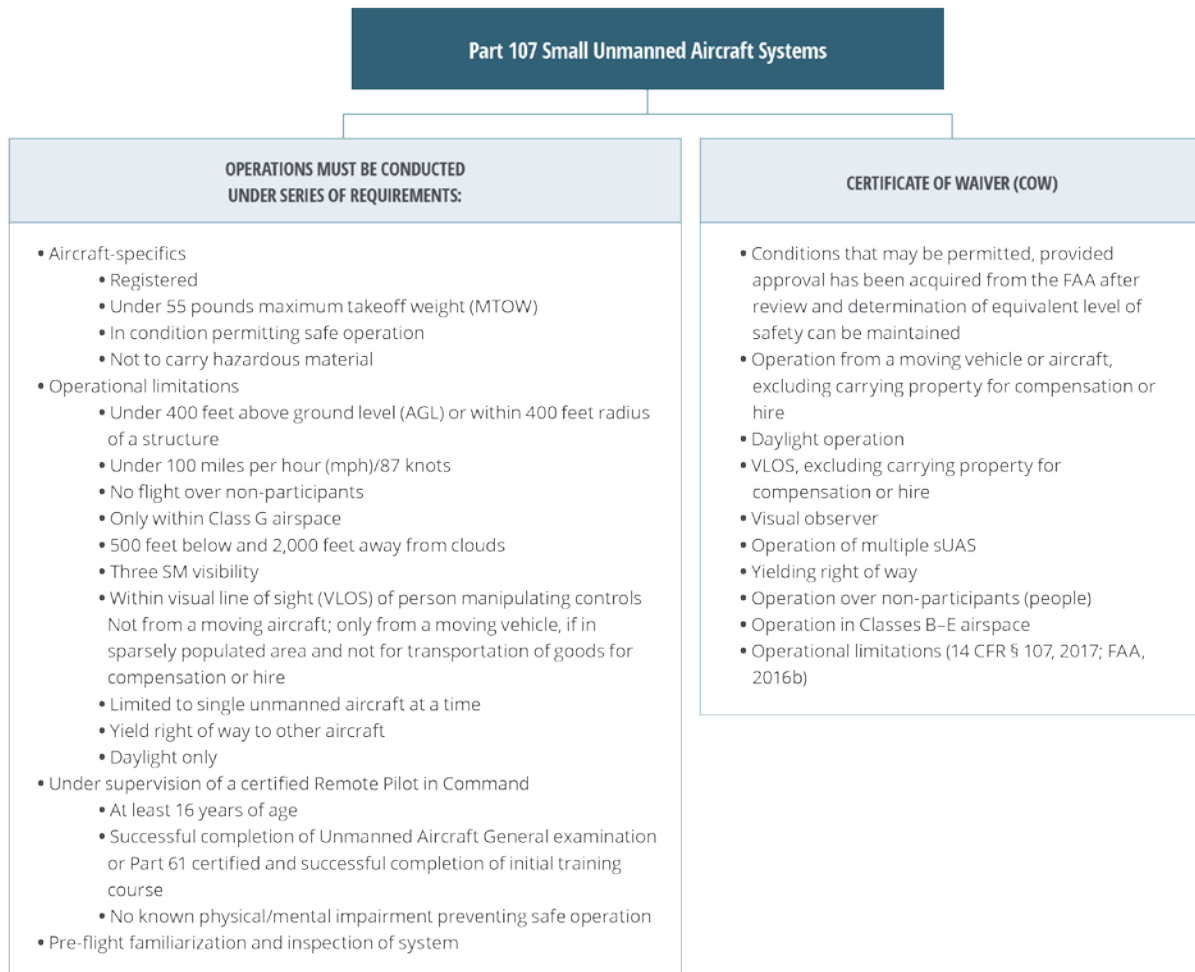 Part 107 Small Unmanned Aircraft Systems
OPERATIONS MUST BE CONDUCTED
UNDER SERIES OF REQUIREMENTS:
• Aircraft-specifics
• Registered
• Under 55 pounds maximum takeoff weight (MTOW)
• In condition permitting safe operation
• Not to carry hazardous material
• Operational limitations
• Under 400 feet above ground level (AGL) or within 400 feet radius
of a structure
• Under 100 miles per hour (mph)/87 knots
• No flight over non-participants
• Only within Class G airspace
• 500 feet below and 2,000 feet away from clouds
• Three SM visibility
• Within visual line of sight (VLOS) of person manipulating controls
Not from a moving aircraft; only from a moving vehicle, if in
sparsely populated area and not for transportation of goods for
compensation or hire
• Limited to single unmanned aircraft at a time
• Yield right of way to other aircraft
• Daylight only
• Under supervision of a certified Remote Pilot in Command
• At least 16 years of age
• Successful completion of Unmanned Aircraft General examination
or Part 61 certified and successful completion of initial training
course
• No known physical/mental impairment preventing safe operation
• Pre-flight familiarization and inspection of system
CERTIFICATE OF WAIVER (COW)
• Conditions that may be permitted, provided
approval has been acquired from the FAA after
review and determination of equivalent level of
safety can be maintained
• Operation from a moving vehicle or aircraft,
excluding carrying property for compensation or
hire
• Daylight operation
• VLOS, excluding carrying property for
compensation or hire
• Visual observer
• Operation of multiple sUAS
• Yielding right of way
• Operation over non-participants (people)
• Operation in Classes B–E airspace
• Operational limitations (14 CFR § 107, 2017; FAA,
2016b)